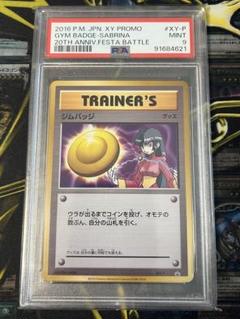 2016 P.M. JPN. XY PROMO #XY-P
GYM BADGE-SABRINA MINT
20TH ANNIV.FESTA BATTLE 9
PSA 91684621
TRAINER'S
ジムバッジ
グッズ
ウラが出るまでコインを投げ、オモテの
数ぶん、自分の山札を引く。